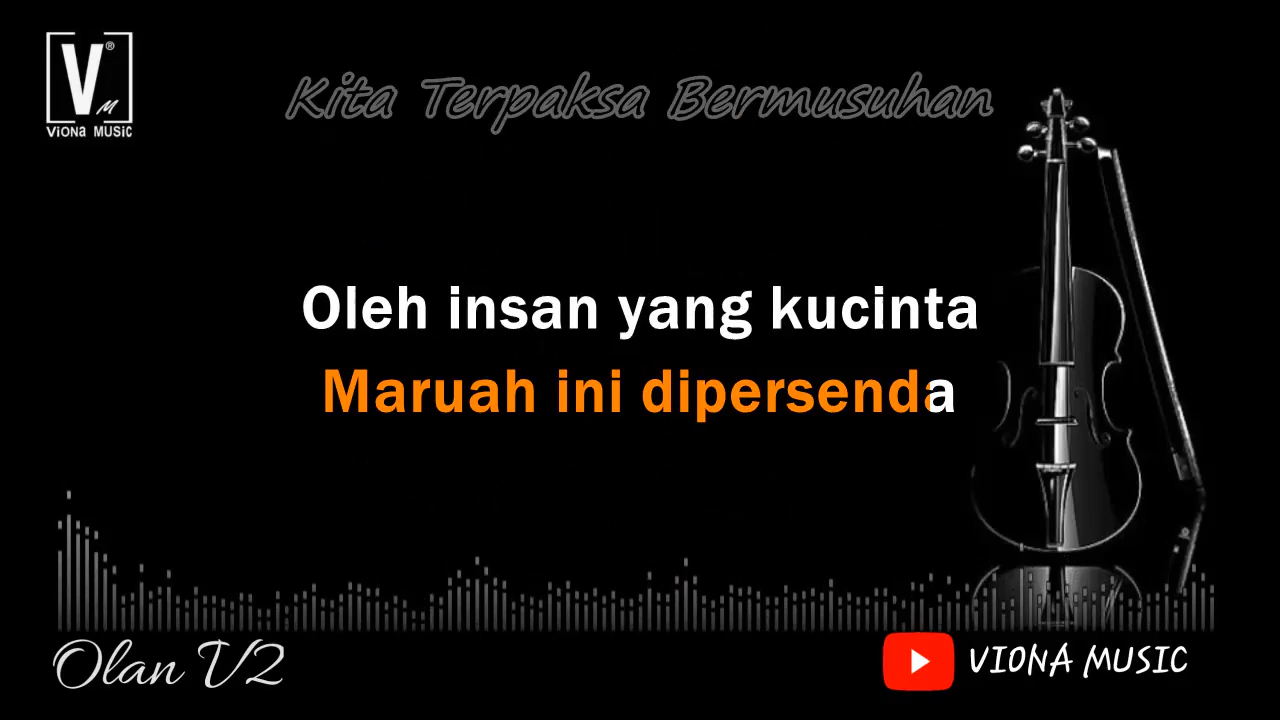 V®
M
ViONa MUSiC
Kita Terpaksa Bermusuhan
Oleh insan yang kucinta
Maruah ini dipersenda
Olan V2
VIONA MUSIC